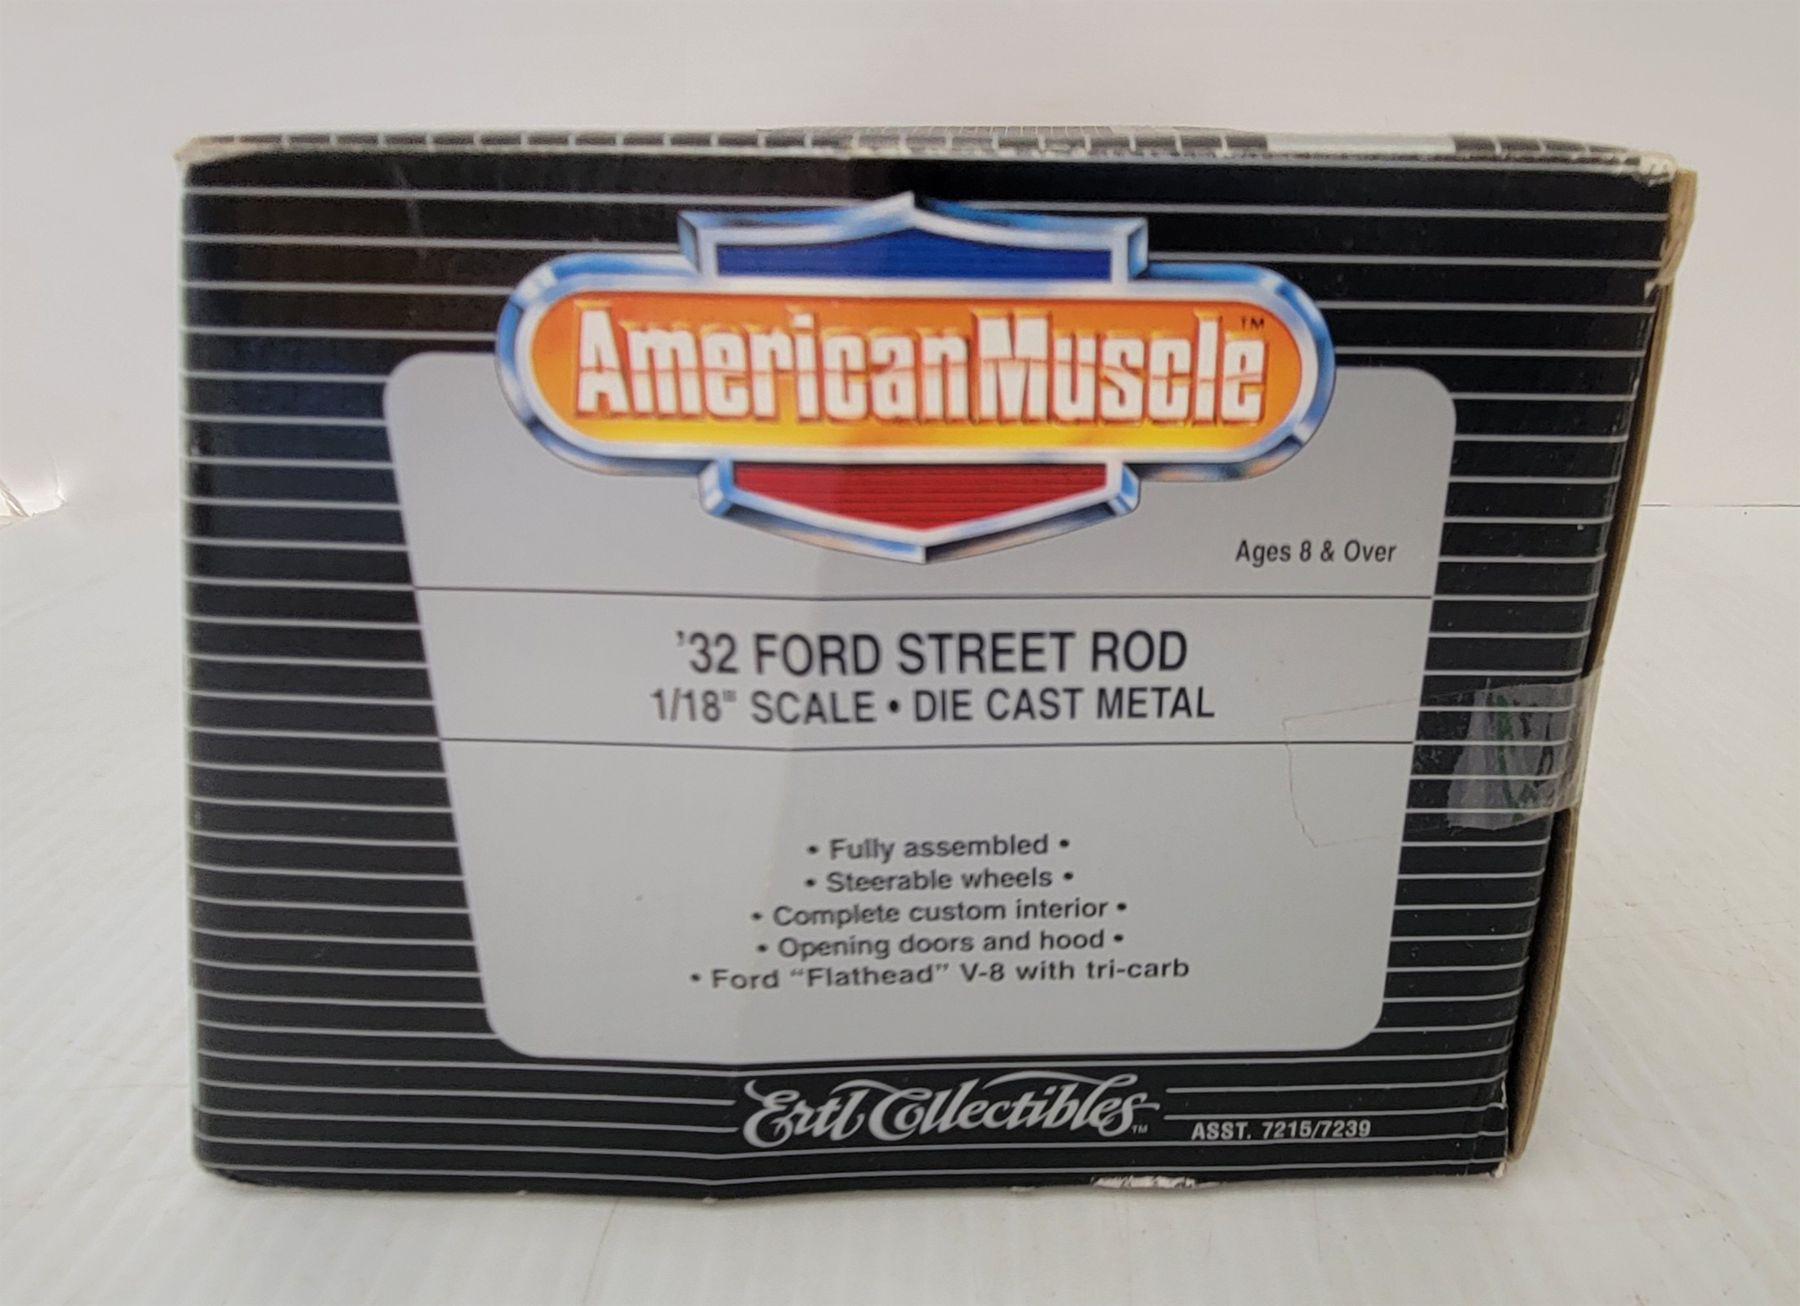 AmericanMuscle™
Ages 8 & Over
'32 FORD STREET ROD
1/18" SCALE • DIE CAST METAL
• Fully assembled •
• Steerable wheels •
• Complete custom interior •
• Opening doors and hood •
• Ford “Flathead” V-8 with tri-carb
Ertl Collectibles™
ASST. 7215/7239